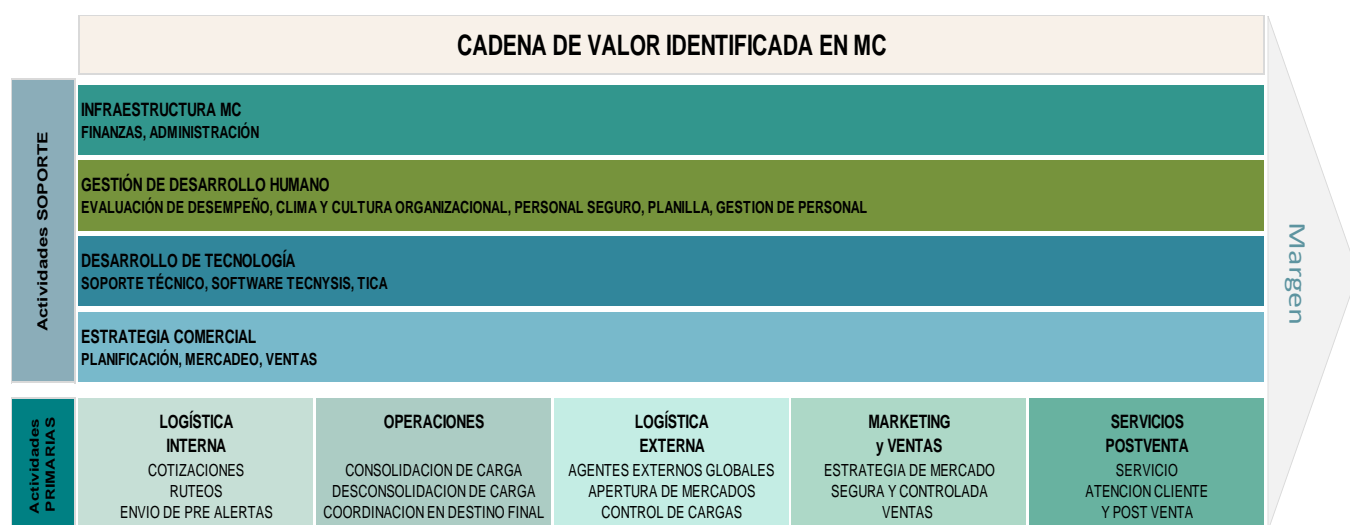 CADENA DE VALOR IDENTIFICADA EN MC
Actividades SOPORTE
INFRAESTRUCTURA MC
FINANZAS, ADMINISTRACIÓN
GESTIÓN DE DESARROLLO HUMANO
EVALUACIÓN DE DESEMPEÑO, CLIMA Y CULTURA ORGANIZACIONAL, PERSONAL SEGURO, PLANILLA, GESTION DE PERSONAL
DESARROLLO DE TECNOLOGÍA
SOPORTE TÉCNICO, SOFTWARE TECNYSIS, TICA
ESTRATEGIA COMERCIAL
PLANIFICACIÓN, MERCADEO, VENTAS
Margen
Actividades
PRIMARIAS
LOGÍSTICA
INTERNA
COTIZACIONES
RUTEOS
ENVIO DE PRE ALERTAS
OPERACIONES
CONSOLIDACION DE CARGA
DESCONSOLIDACION DE CARGA
COORDINACION EN DESTINO FINAL
LOGÍSTICA
EXTERNA
AGENTES EXTERNOS GLOBALES
APERTURA DE MERCADOS
CONTROL DE CARGAS
MARKETING
y VENTAS
ESTRATEGIA DE MERCADO
SEGURA Y CONTROLADA
VENTAS
SERVICIOS
POSTVENTA
SERVICIO
ATENCION CLIENTE
Y POST VENTA